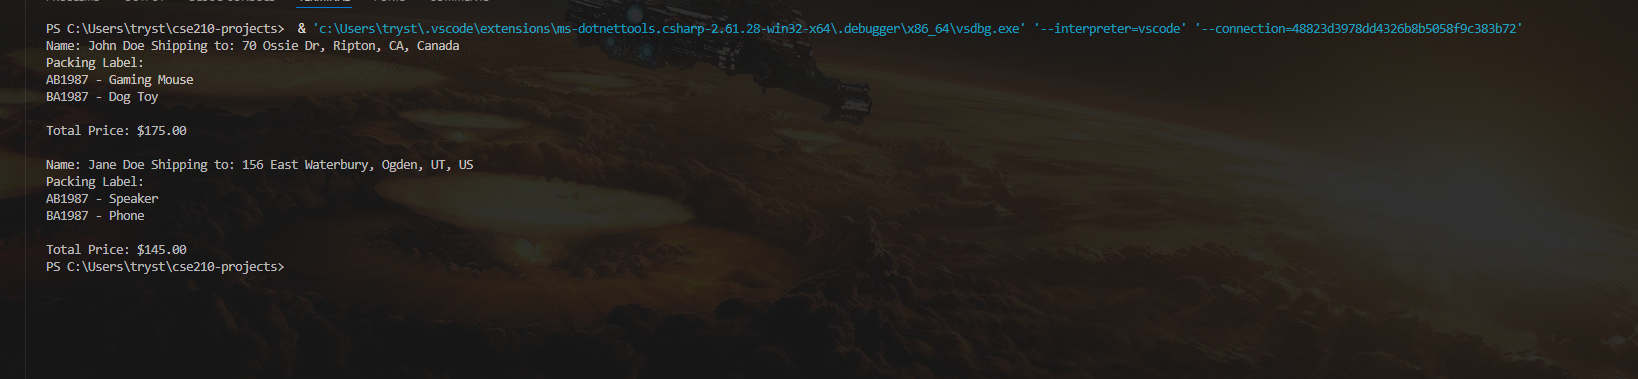 PS C:\Users\tryst\cse210-projects>  & 'c:\Users\tryst\.vscode\extensions\ms-dotnettools.csharp-2.61.28-win32-x64\.debugger\x86_64\vsdbg.exe' '--interpreter=vscode' '--connection=48823d3978dd4326b8b5058f9c383b72'
Name: John Doe Shipping to: 70 Ossie Dr, Ripton, CA, Canada
Packing Label:
AB1987 - Gaming Mouse
BA1987 - Dog Toy
Total Price: $175.00
Name: Jane Doe Shipping to: 156 East Waterbury, Ogden, UT, US
Packing Label:
AB1987 - Speaker
BA1987 - Phone
Total Price: $145.00
PS C:\Users\tryst\cse210-projects>